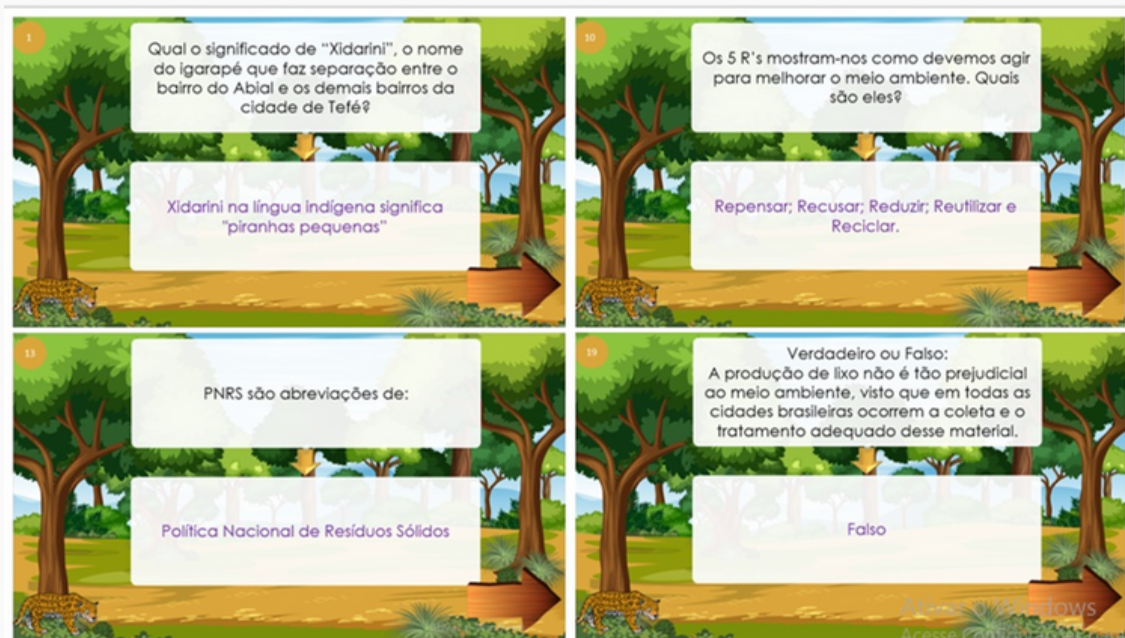 1
Qual o significado de "Xidarini", o nome
do igarapé que faz separação entre o
bairro do Abial e os demais bairros da
cidade de Tefé?
Xidarini na língua indígena significa
"piranhas pequenas"
10
Os 5 R's mostram-nos como devemos agir
para melhorar o meio ambiente. Quais
são eles?
Repensar; Recusar; Reduzir; Reutilizar e
Reciclar.
13
PNRS são abreviações de:
Política Nacional de Resíduos Sólidos
19
Verdadeiro ou Falso:
A produção de lixo não é tão prejudicial
ao meio ambiente, visto que em todas as
cidades brasileiras ocorrem a coleta e o
tratamento adequado desse material.
Falso
Ativar o Windows